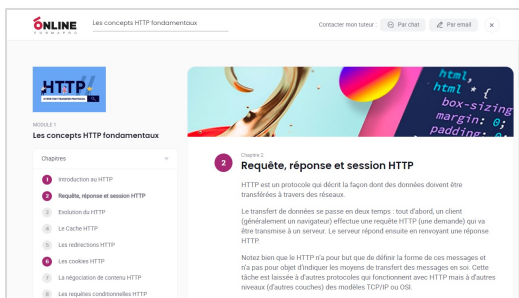 ONLINE
FORMAPRO
Les concepts HTTP fondamentaux
Contacter mon tuteur :
Par chat
Par email
HTTP
MODULE 1
Les concepts HTTP fondamentaux
Chapitres
1 Introduction au HTTP
2 Requête, réponse et session HTTP
3 Evolution du HTTP
4 Le Cache HTTP
5 Les redirections HTTP
6 Les cookies HTTP
7 La négociation de contenu HTTP
8 Les requêtes conditionnelles HTTP
html,
html * {
box-sizing
margin: 0;
padding: 0
Chapitre 2
2 Requête, réponse et session HTTP
HTTP est un protocole qui décrit la façon dont des données doivent être
transférées à travers des réseaux.
Le transfert de données se passe en deux temps : tout d'abord, un client
(généralement un navigateur) effectue une requête HTTP (une demande) qui va
être transmise à un serveur. Le serveur répond ensuite en renvoyant une réponse
HTTP.
Notez bien que le HTTP n'a pour but que de définir la forme de ces messages et
n'a pas pour objet d'indiquer les moyens de transfert des messages en soi. Cette
tâche est laissée à d'autres protocoles qui fonctionnent avec HTTP mais à d'autres
niveaux (d'autres couches) des modèles TCP/IP ou OSI.